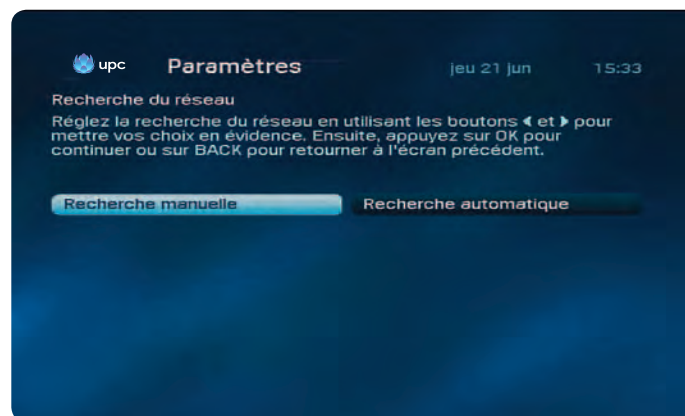 upc Paramètres jeu 21 jun 15:33
Recherche du réseau
Réglez la recherche du réseau en utilisant les boutons ◀ et ▶ pour
mettre vos choix en évidence. Ensuite, appuyez sur OK pour
continuer ou sur BACK pour retourner à l'écran précédent.
Recherche manuelle Recherche automatique